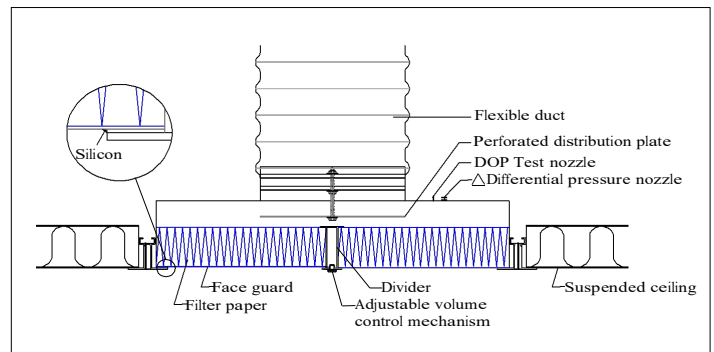 Flexible duct
Perforated distribution plate
DOP Test nozzle
△Differential pressure nozzle
Silicon
Face guard
Filter paper
Divider
Adjustable volume
control mechanism
Suspended ceiling